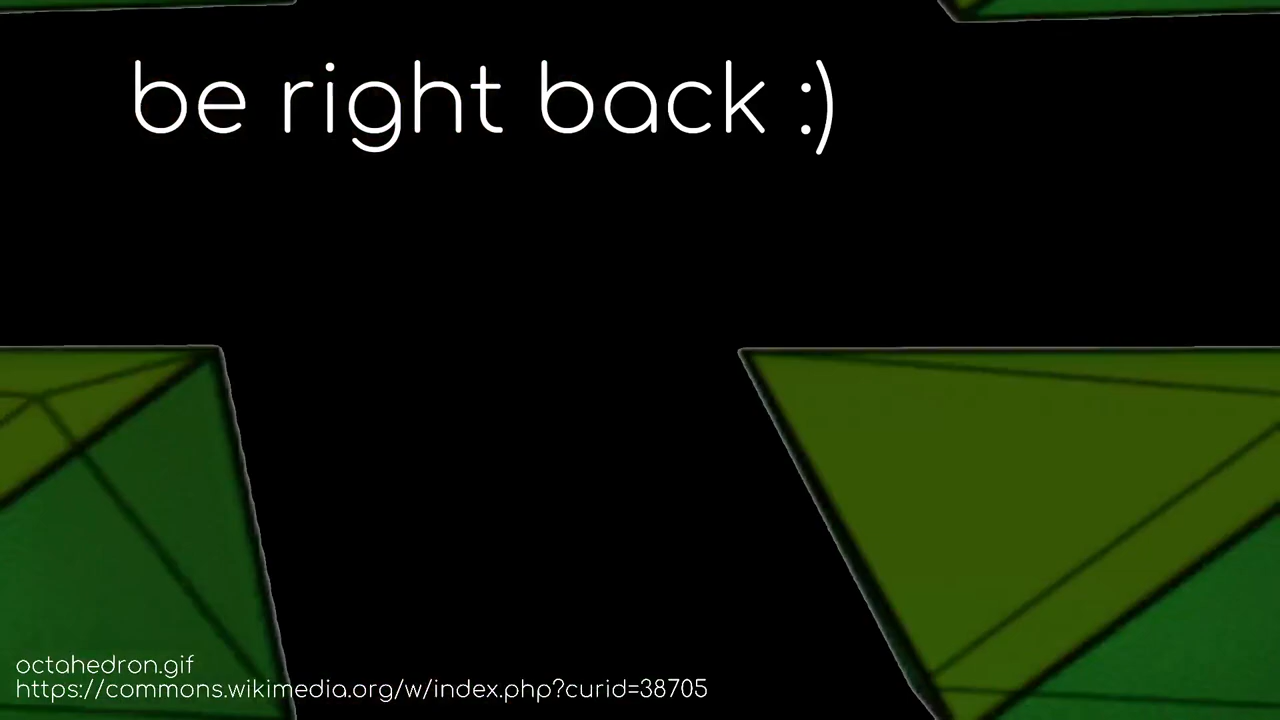 be right back :)
octahedron.gif
https://commons.wikimedia.org/w/index.php?curid=38705